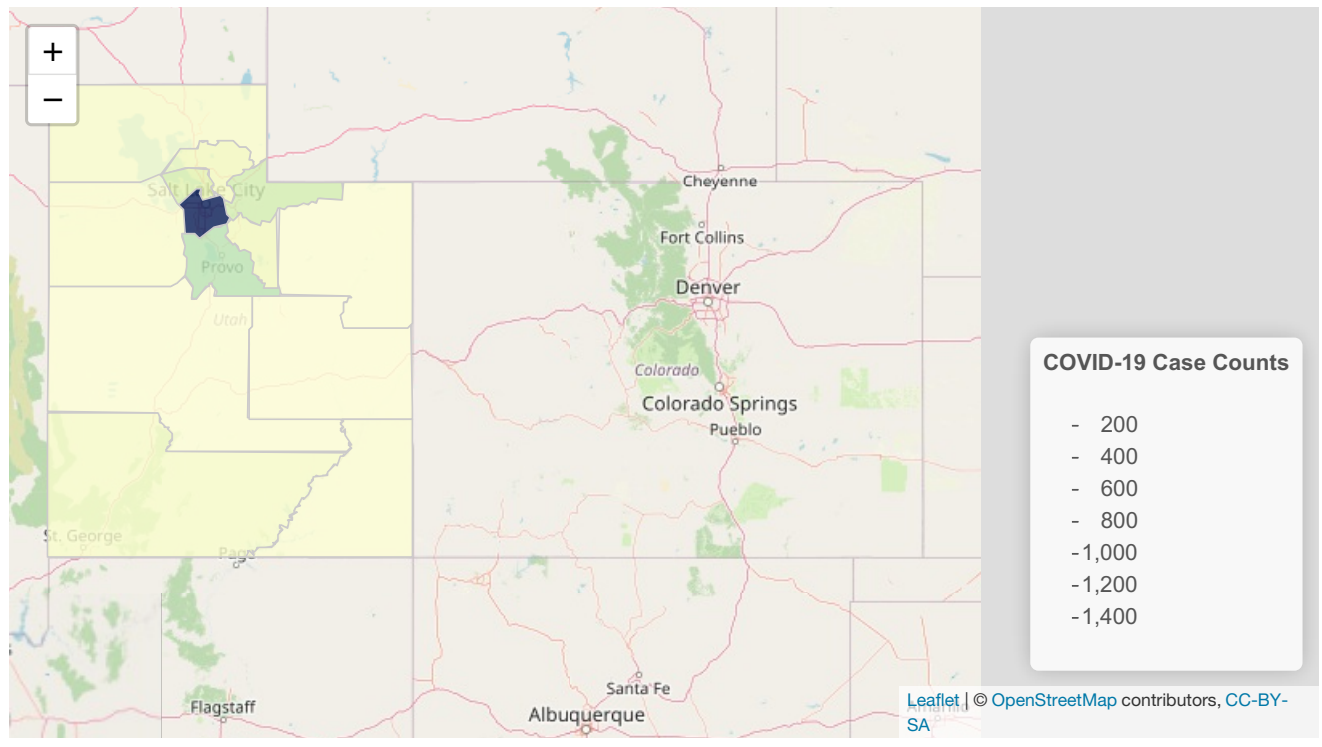 +
−
Salt Lake City
Cheyenne
Fort Collins
Provo
Denver
Utah
Colorado
Colorado Springs
Pueblo
St. George
Page
Flagstaff
Santa Fe
Albuquerque
COVID-19 Case Counts
- 200
- 400
- 600
- 800
-1,000
-1,200
-1,400
Leaflet | © OpenStreetMap contributors, CC-BY-
SA
Amarillo